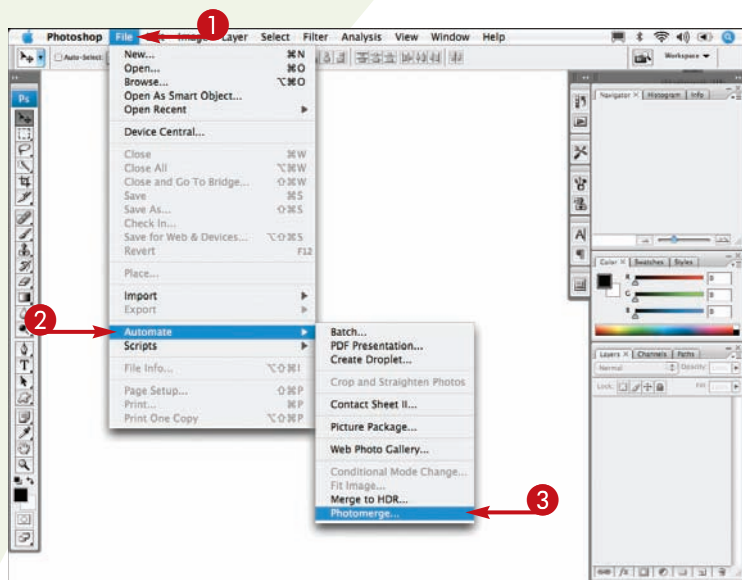 1
Photoshop File Layer Select Filter Analysis View Window Help
Auto-Select:
Workspace
Ps
New... ⌘N
Open... ⌘O
Browse... ⌥⌘O
Open As Smart Object...
Open Recent
Device Central...
Close ⌘W
Close All ⌥⌘W
Close and Go To Bridge... ⇧⌘W
Save ⌘S
Save As... ⇧⌘S
Check In...
Save for Web & Devices... ⌥⇧⌘S
Revert F12
Place...
Import
Export
2
Automate
Scripts
File Info... ⌥⇧⌘I
Page Setup... ⇧⌘P
Print... ⌘P
Print One Copy ⌥⇧⌘P
Batch...
PDF Presentation...
Create Droplet...
Crop and Straighten Photos
Contact Sheet II...
Picture Package...
Web Photo Gallery...
Conditional Mode Change...
Fit Image...
Merge to HDR...
Photomerge...
3
Navigator × Histogram Info
Color × Swatches Styles
R 0
G 0
B 0
Layers × Channels Paths
Normal Opacity:
Lock: Fill: